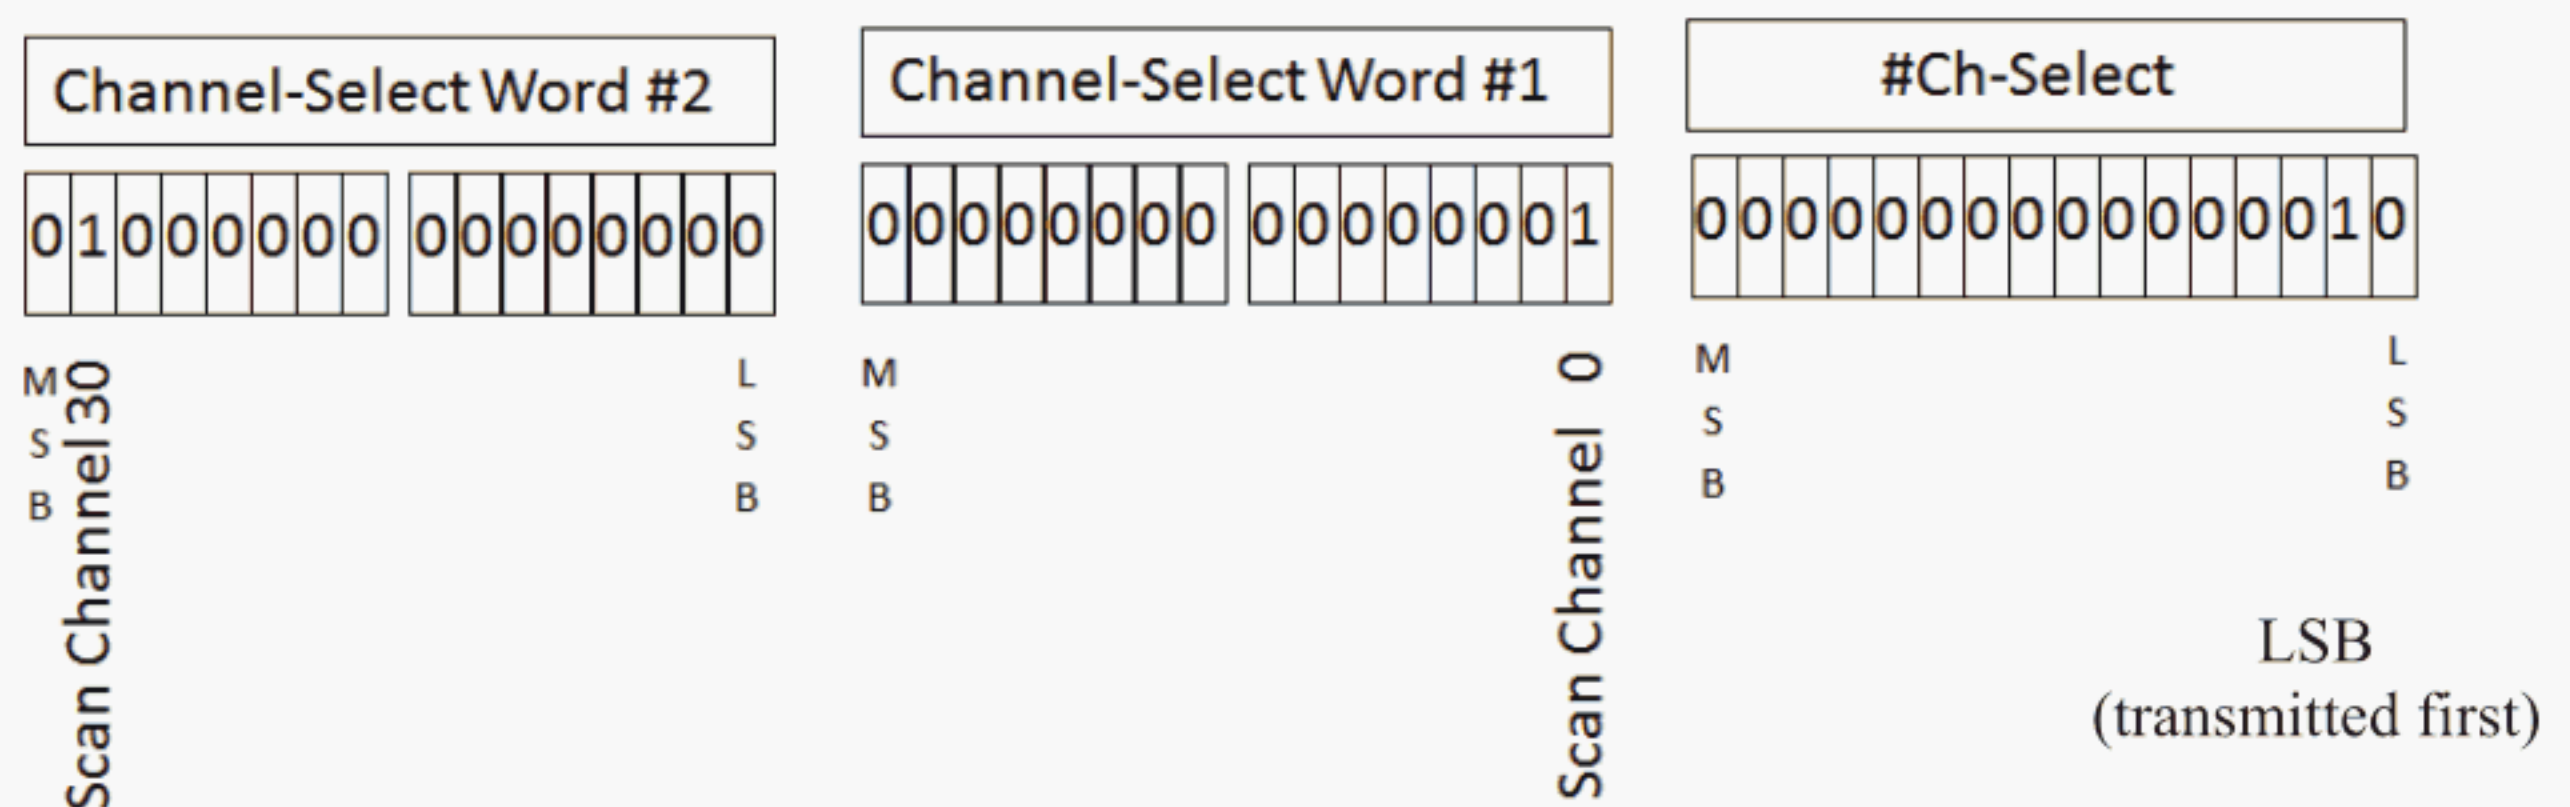 Channel-Select Word #2
Channel-Select Word #1
#Ch-Select
0 1 0 0 0 0 0 0 0 0 0 0 0 0 0 0
0 0 0 0 0 0 0 0 0 0 0 0 0 0 0 1
0 0 0 0 0 0 0 0 0 0 0 0 0 0 1 0
M
S
B
Scan Channel 30
L
S
B
M
S
B
Scan Channel 0
M
S
B
L
S
B
LSB
(transmitted first)